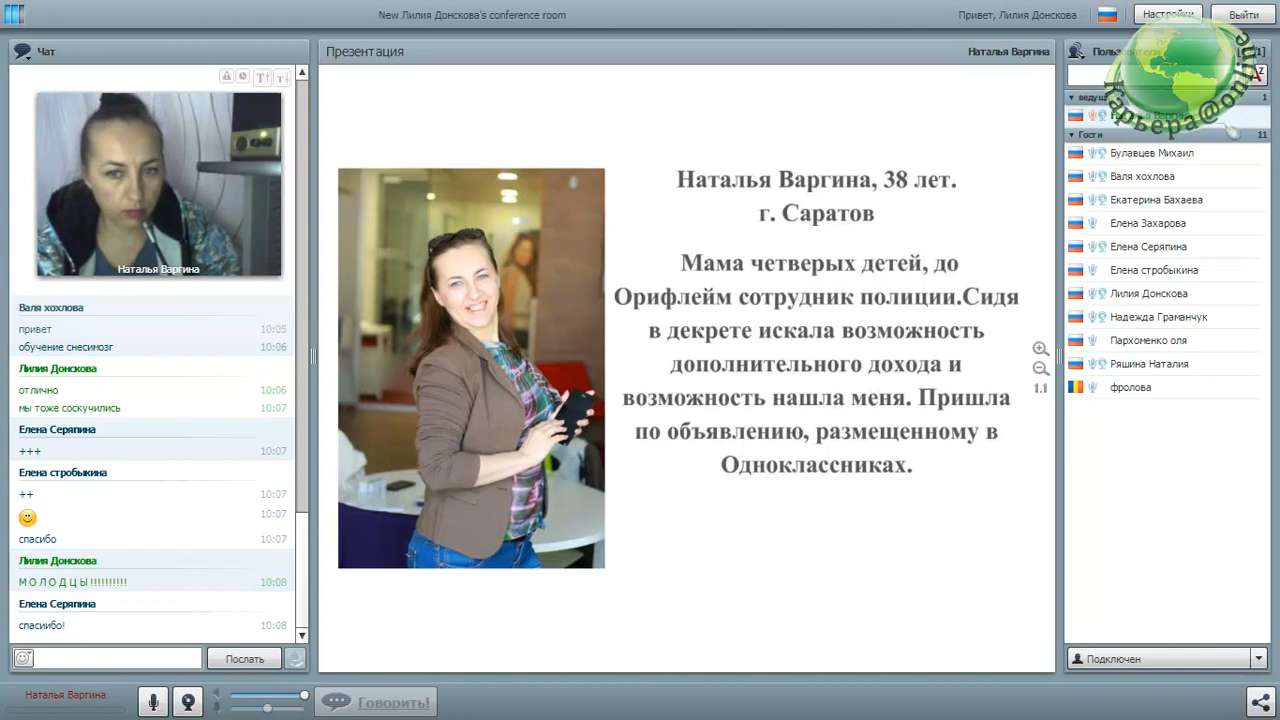 New Лилия Донскова's conference room
Привет, Лилия Донскова
Настройки
Выйти
Чат
Наталья Варгина
Валя хохлова
привет 10:05
обучение снесимозг 10:06
Лилия Донскова
отлично 10:06
мы тоже соскучились 10:07
Елена Серяпина
+++ 10:07
Елена стробыкина
++ 10:07
10:07
спасибо 10:07
Лилия Донскова
М О Л О Д Ц Ы !!!!!!!!!! 10:08
Елена Серяпина
спасиибо! 10:08
Послать
Презентация
Наталья Варгина
Наталья Варгина, 38 лет.
г. Саратов
Мама четверых детей, до
Орифлейм сотрудник полиции.Сидя
в декрете искала возможность
дополнительного дохода и
возможность нашла меня. Пришла
по объявлению, размещенному в
Одноклассниках.
1:1
Пользователи
Карьера@online
1
Гости 11
Булавцев Михаил
Валя хохлова
Екатерина Бахаева
Елена Захарова
Елена Серяпина
Елена стробыкина
Лилия Донскова
Надежда Граманчук
Пархоменко оля
Ряшина Наталия
фролова
Подключен
Наталья Варгина
Говорить!